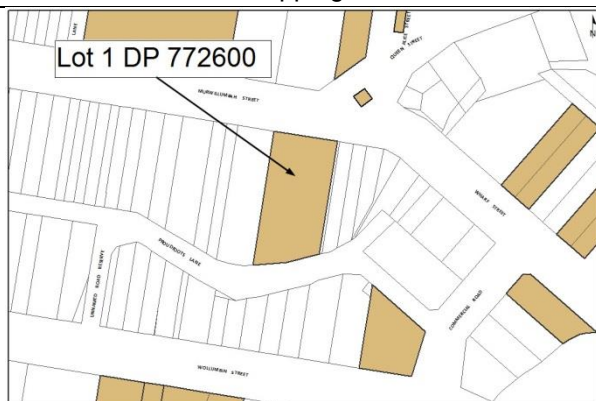 LANE
QUEEN STREET
N
Lot 1 DP 772600
MURWILLUMBAH STREET
WHARF STREET
PROUDFOOTS LANE
UNNAMED ROAD
COMMERCIAL ROAD
WOLLUMBIN STREET